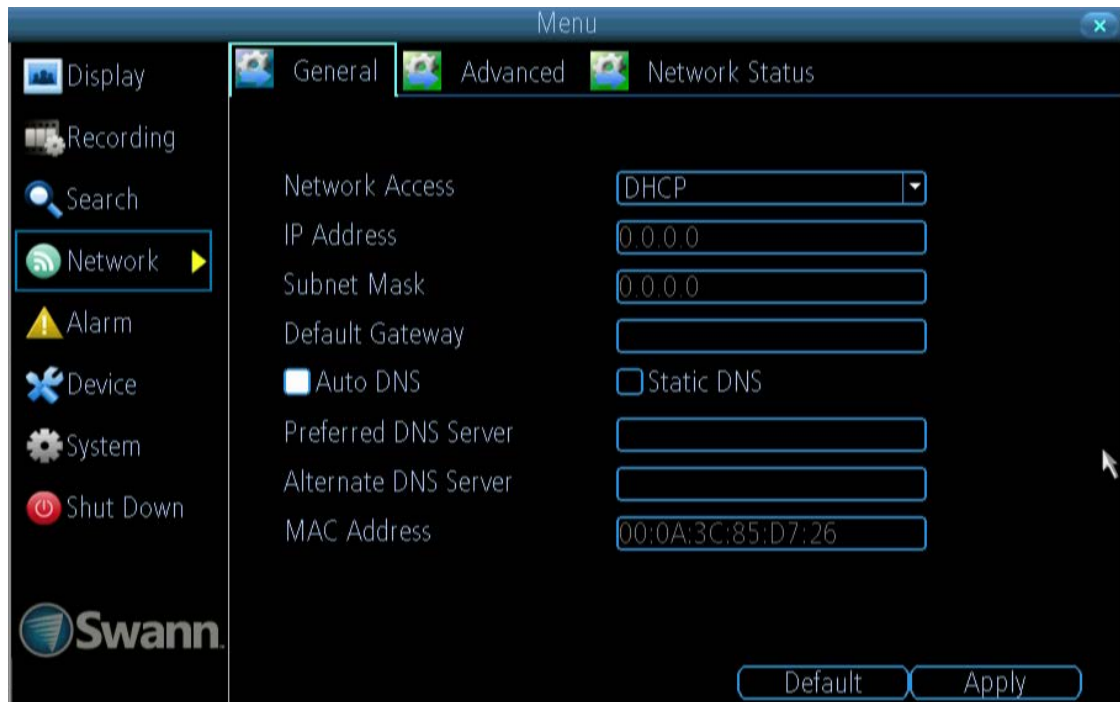 Menu
Display
Recording
Search
Network
Alarm
Device
System
Shut Down
Swann
General Advanced Network Status
Network Access DHCP
IP Address 0.0.0.0
Subnet Mask 0.0.0.0
Default Gateway
Auto DNS Static DNS
Preferred DNS Server
Alternate DNS Server
MAC Address 00:0A:3C:85:D7:26
Default Apply